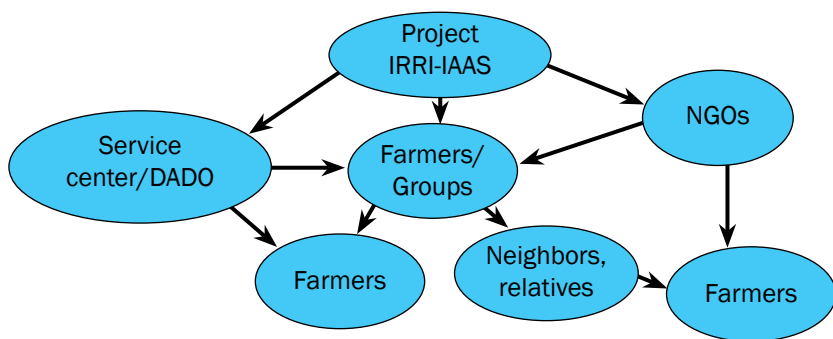 Project
IRRI-IAAS
NGOs
Service
center/DADO
Farmers/
Groups
Farmers
Neighbors,
relatives
Farmers